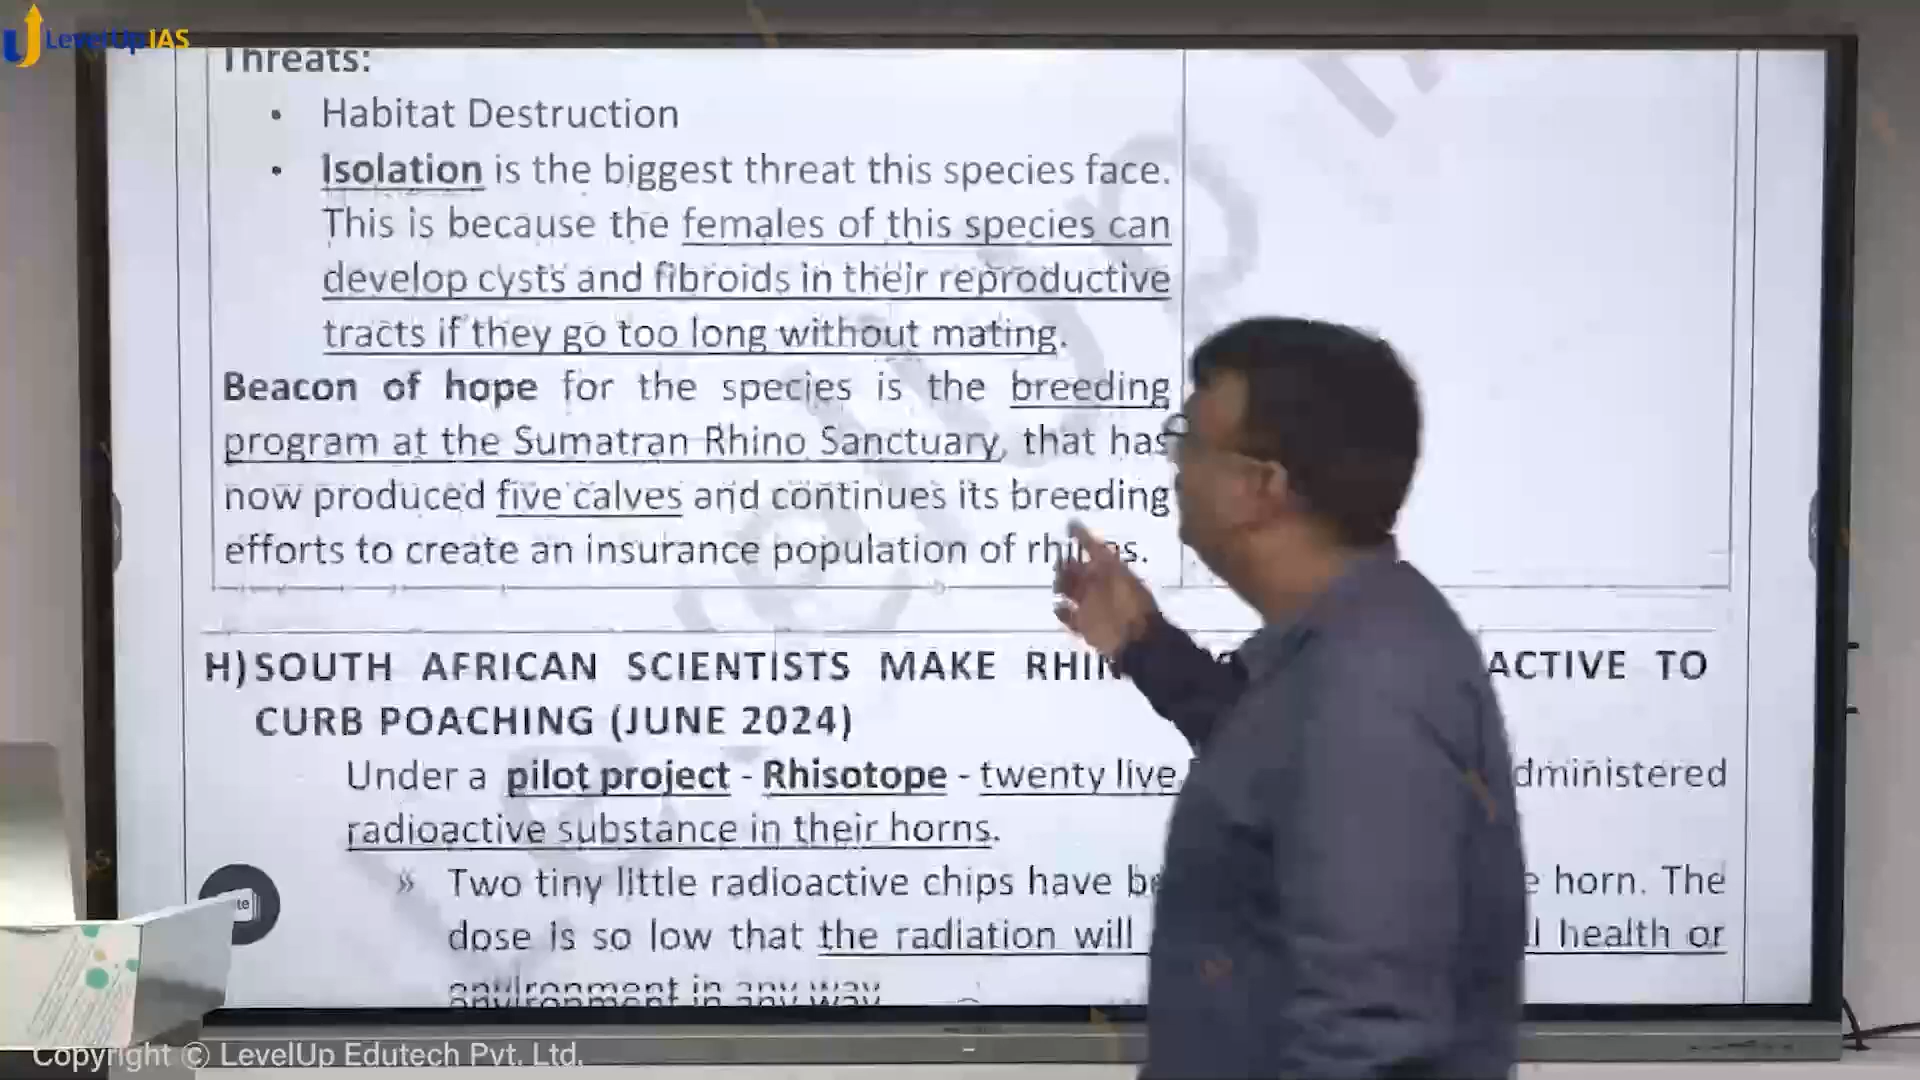 LevelUp IAS
Threats:
• Habitat Destruction
• Isolation is the biggest threat this species face.
This is because the females of this species can
develop cysts and fibroids in their reproductive
tracts if they go too long without mating.
Beacon of hope for the species is the breeding
program at the Sumatran Rhino Sanctuary, that has
now produced five calves and continues its breeding
efforts to create an insurance population of rhinos.
H) SOUTH AFRICAN SCIENTISTS MAKE ACTIVE TO
CURB POACHING (JUNE 2024)
Under a pilot project - Rhisotope - twenty live dministered
radioactive substance in their horns.
» Two tiny little radioactive chips have horn. The
dose is so low that the radiation will health or
environment in any way
Copyright © LevelUp Edutech Pvt. Ltd.